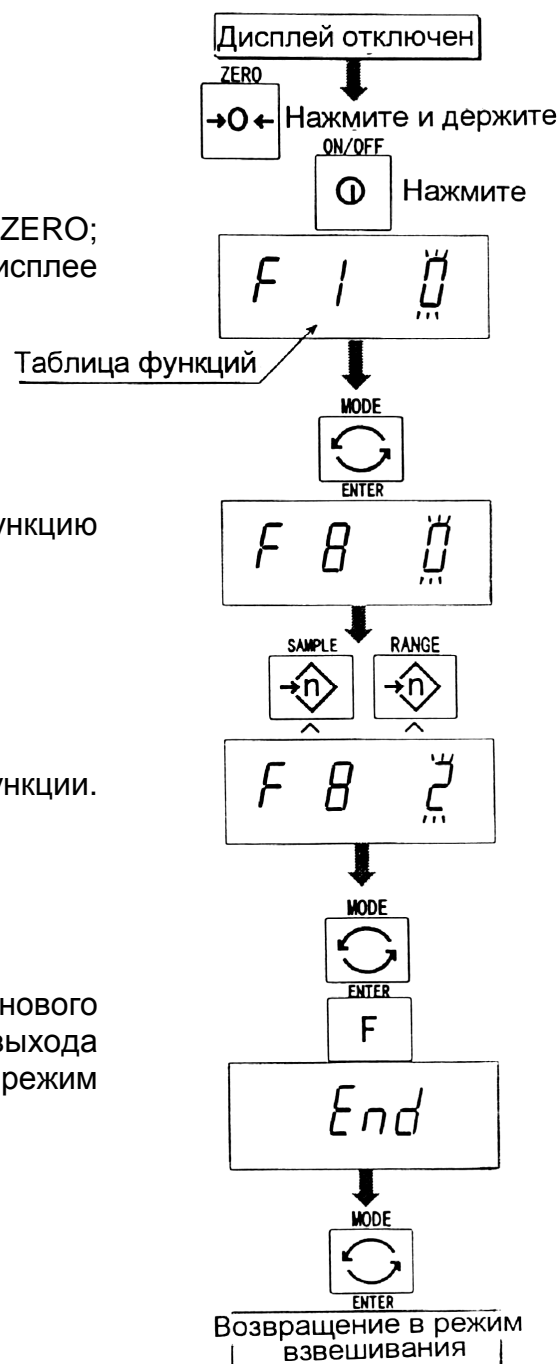 Дисплей отключен
ZERO
→0← Нажмите и держите
ON/OFF
Нажмите
ZERO;
исплее
F 1 0
Таблица функций
MODE
ENTER
ункцию
F 8 0
SAMPLE RANGE
→n →n
F 8 2
ункции.
MODE
ENTER
нового
F
выхода
режим
End
MODE
ENTER
Возвращение в режим
взвешивания